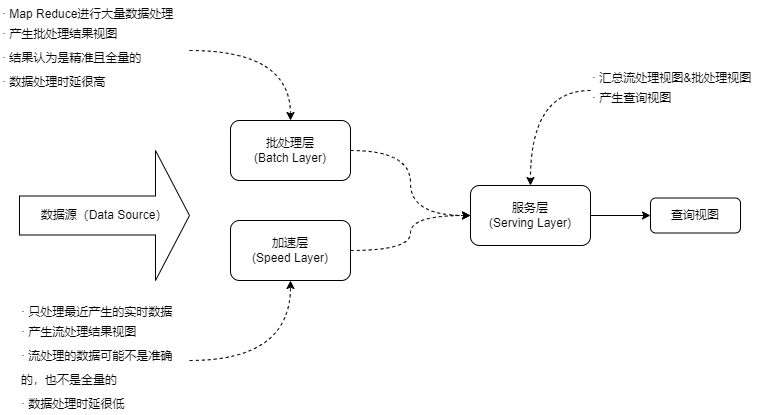 · Map Reduce进行大量数据处理
· 产生批处理结果视图
· 结果认为是精准且全量的
· 数据处理时延很高
· 汇总流处理视图&批处理视图
· 产生查询视图
批处理层
(Batch Layer)
数据源（Data Source）
加速层
(Speed Layer)
服务层
(Serving Layer)
查询视图
· 只处理最近产生的实时数据
· 产生流处理结果视图
· 流处理的数据可能不是准确
的，也不是全量的
· 数据处理时延很低